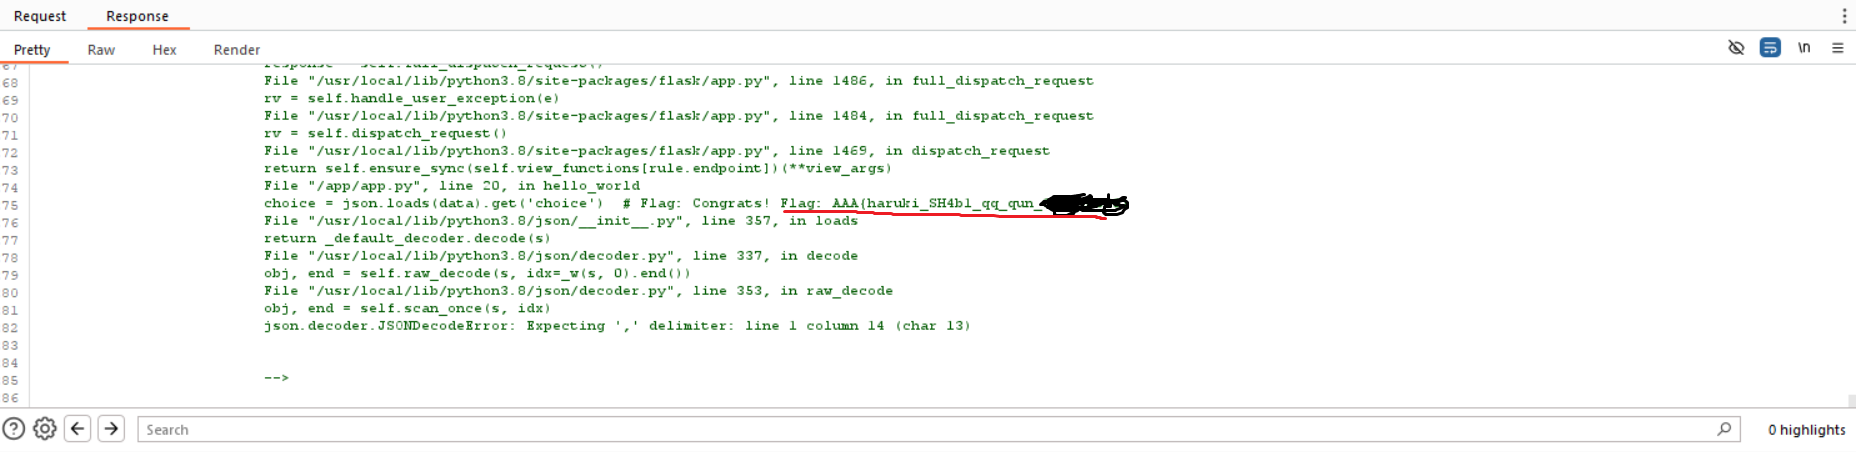 Request Response
Pretty Raw Hex Render \n
67 response = self.full_dispatch_request()
68 File "/usr/local/lib/python3.8/site-packages/flask/app.py", line 1486, in full_dispatch_request
69 rv = self.handle_user_exception(e)
70 File "/usr/local/lib/python3.8/site-packages/flask/app.py", line 1484, in full_dispatch_request
71 rv = self.dispatch_request()
72 File "/usr/local/lib/python3.8/site-packages/flask/app.py", line 1469, in dispatch_request
73 return self.ensure_sync(self.view_functions[rule.endpoint])(**view_args)
74 File "/app/app.py", line 20, in hello_world
75 choice = json.loads(data).get('choice')  # Flag: Congrats! Flag: AAA{haruki_SH4bl_qq_qun_
76 File "/usr/local/lib/python3.8/json/__init__.py", line 357, in loads
77 return _default_decoder.decode(s)
78 File "/usr/local/lib/python3.8/json/decoder.py", line 337, in decode
79 obj, end = self.raw_decode(s, idx=_w(s, 0).end())
80 File "/usr/local/lib/python3.8/json/decoder.py", line 353, in raw_decode
81 obj, end = self.scan_once(s, idx)
82 json.decoder.JSONDecodeError: Expecting ',' delimiter: line 1 column 14 (char 13)
83
84
85 -->
86
Search 0 highlights